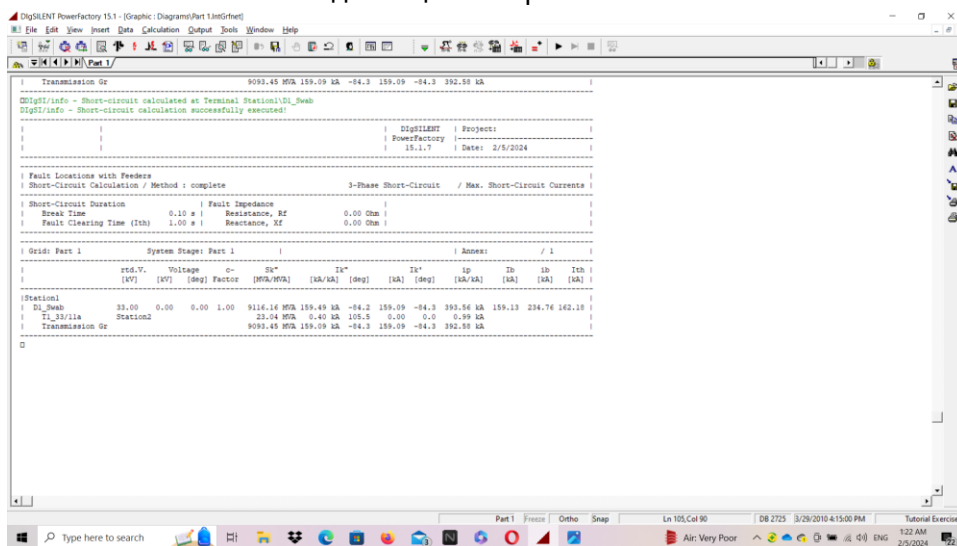 DIgSILENT PowerFactory 15.1 - [Graphic : Diagrams\Part 1.IntGrfnet]
File Edit View Insert Data Calculation Output Tools Window Help
Part 1
| Transmission Gr 9093.45 MVA 159.09 kA -84.3 159.09 -84.3 392.58 kA |
DIgSI/info - Short-circuit calculated at Terminal Station1\D1_Swab
DIgSI/info - Short-circuit calculation successfully executed!
| | | DIgSILENT | Project: |
| | | PowerFactory |
| | | 15.1.7 | Date: 2/5/2024 |
| Fault Locations with Feeders |
| Short-Circuit Calculation / Method : complete 3-Phase Short-Circuit / Max. Short-Circuit Currents |
| Short-Circuit Duration | Fault Impedance | |
| Break Time 0.10 s | Resistance, Rf 0.00 Ohm | |
| Fault Clearing Time (Ith) 1.00 s | Reactance, Xf 0.00 Ohm | |
| Grid: Part 1 System Stage: Part 1 | | Annex: / 1 |
| rtd.V. Voltage c- Sk" Ik" Ik' ip Ib ib Ith |
| [kV] [kV] [deg] Factor [MVA/MVA] [kA/kA] [deg] [kA] [deg] [kA/kA] [kA] [kA] [kA] |
|Station1 |
| D1_Swab 33.00 0.00 0.00 1.00 9116.16 MVA 159.49 kA -84.2 159.09 -84.3 393.56 kA 159.13 234.76 162.18 |
| T1_33/11a Station2 23.04 MVA 0.40 kA 105.5 0.00 0.0 0.99 kA |
| Transmission Gr 9093.45 MVA 159.09 kA -84.3 159.09 -84.3 392.58 kA |
Part 1 Freeze Ortho Snap Ln 105,Col 90 DB 2725 3/29/2010 4:15:00 PM Tutorial Exercise
Type here to search Air: Very Poor ENG 1:22 AM
2/5/2024 22